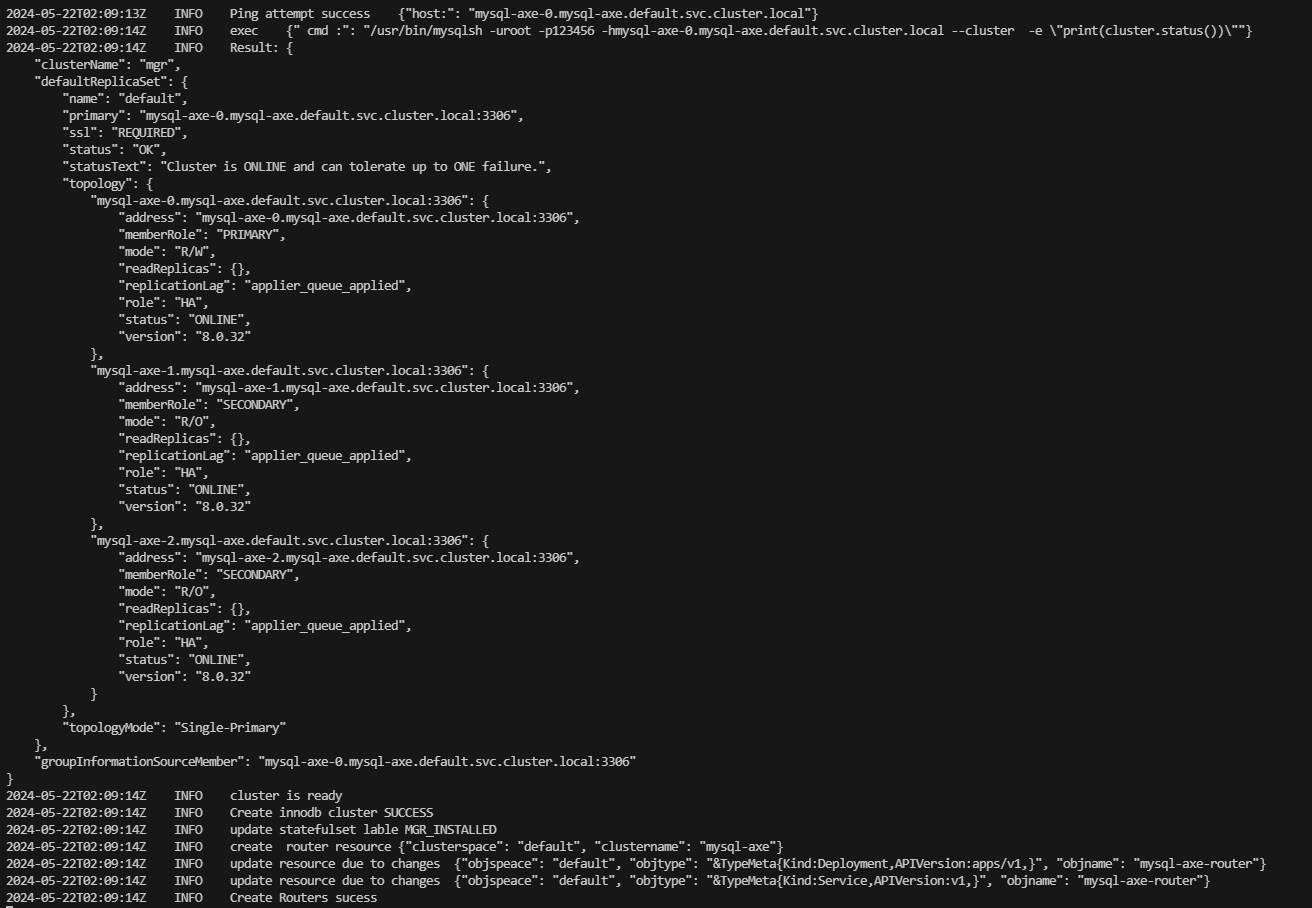 2024-05-22T02:09:13Z    INFO    Ping attempt success    {"host:": "mysql-axe-0.mysql-axe.default.svc.cluster.local"}
2024-05-22T02:09:14Z    INFO    exec    {" cmd :": "/usr/bin/mysqlsh -uroot -p123456 -hmysql-axe-0.mysql-axe.default.svc.cluster.local --cluster  -e \"print(cluster.status())\""}
2024-05-22T02:09:14Z    INFO    Result: {
    "clusterName": "mgr",
    "defaultReplicaSet": {
        "name": "default",
        "primary": "mysql-axe-0.mysql-axe.default.svc.cluster.local:3306",
        "ssl": "REQUIRED",
        "status": "OK",
        "statusText": "Cluster is ONLINE and can tolerate up to ONE failure.",
        "topology": {
            "mysql-axe-0.mysql-axe.default.svc.cluster.local:3306": {
                "address": "mysql-axe-0.mysql-axe.default.svc.cluster.local:3306",
                "memberRole": "PRIMARY",
                "mode": "R/W",
                "readReplicas": {},
                "replicationLag": "applier_queue_applied",
                "role": "HA",
                "status": "ONLINE",
                "version": "8.0.32"
            },
            "mysql-axe-1.mysql-axe.default.svc.cluster.local:3306": {
                "address": "mysql-axe-1.mysql-axe.default.svc.cluster.local:3306",
                "memberRole": "SECONDARY",
                "mode": "R/O",
                "readReplicas": {},
                "replicationLag": "applier_queue_applied",
                "role": "HA",
                "status": "ONLINE",
                "version": "8.0.32"
            },
            "mysql-axe-2.mysql-axe.default.svc.cluster.local:3306": {
                "address": "mysql-axe-2.mysql-axe.default.svc.cluster.local:3306",
                "memberRole": "SECONDARY",
                "mode": "R/O",
                "readReplicas": {},
                "replicationLag": "applier_queue_applied",
                "role": "HA",
                "status": "ONLINE",
                "version": "8.0.32"
            }
        },
        "topologyMode": "Single-Primary"
    },
    "groupInformationSourceMember": "mysql-axe-0.mysql-axe.default.svc.cluster.local:3306"
}
2024-05-22T02:09:14Z    INFO    cluster is ready
2024-05-22T02:09:14Z    INFO    Create innodb cluster SUCCESS
2024-05-22T02:09:14Z    INFO    update statefulset lable MGR_INSTALLED
2024-05-22T02:09:14Z    INFO    create  router resource {"clusterspace": "default", "clustername": "mysql-axe"}
2024-05-22T02:09:14Z    INFO    update resource due to changes  {"objspeace": "default", "objtype": "&TypeMeta{Kind:Deployment,APIVersion:apps/v1,}", "objname": "mysql-axe-router"}
2024-05-22T02:09:14Z    INFO    update resource due to changes  {"objspeace": "default", "objtype": "&TypeMeta{Kind:Service,APIVersion:v1,}", "objname": "mysql-axe-router"}
2024-05-22T02:09:14Z    INFO    Create Routers sucess